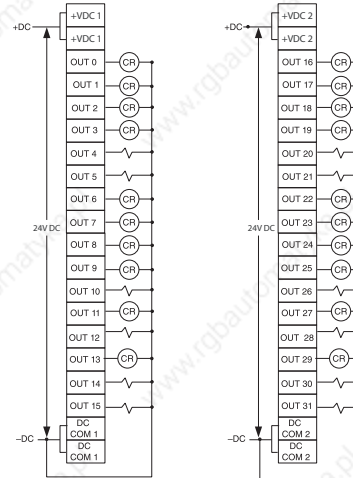 +DC
+VDC 1
+VDC 1
OUT 0 CR
OUT 1 CR
OUT 2 CR
OUT 3 CR
OUT 4
OUT 5
OUT 6 CR
OUT 7 CR
24V DC
OUT 8 CR
OUT 9 CR
OUT 10
OUT 11 CR
OUT 12
OUT 13 CR
OUT 14
OUT 15
-DC
DC
COM 1
DC
COM 1
+DC
+VDC 2
+VDC 2
OUT 16 CR
OUT 17 CR
OUT 18 CR
OUT 19 CR
OUT 20
OUT 21
OUT 22 CR
OUT 23 CR
24V DC
OUT 24 CR
OUT 25 CR
OUT 26
OUT 27 CR
OUT 28
OUT 29 CR
OUT 30
OUT 31
-DC
DC
COM 2
DC
COM 2